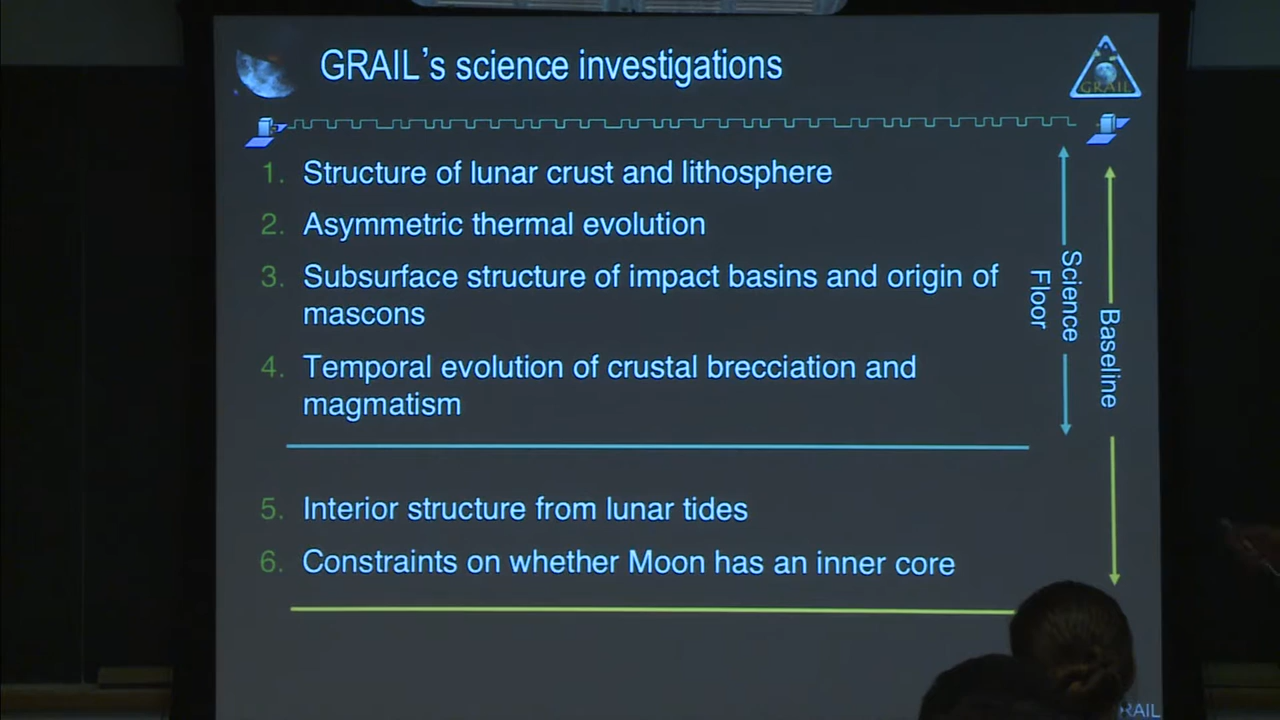 GRAIL's science investigations
GRAIL
1. Structure of lunar crust and lithosphere
2. Asymmetric thermal evolution
3. Subsurface structure of impact basins and origin of
mascons
4. Temporal evolution of crustal brecciation and
magmatism
5. Interior structure from lunar tides
6. Constraints on whether Moon has an inner core
Science
Floor
Baseline
RAIL